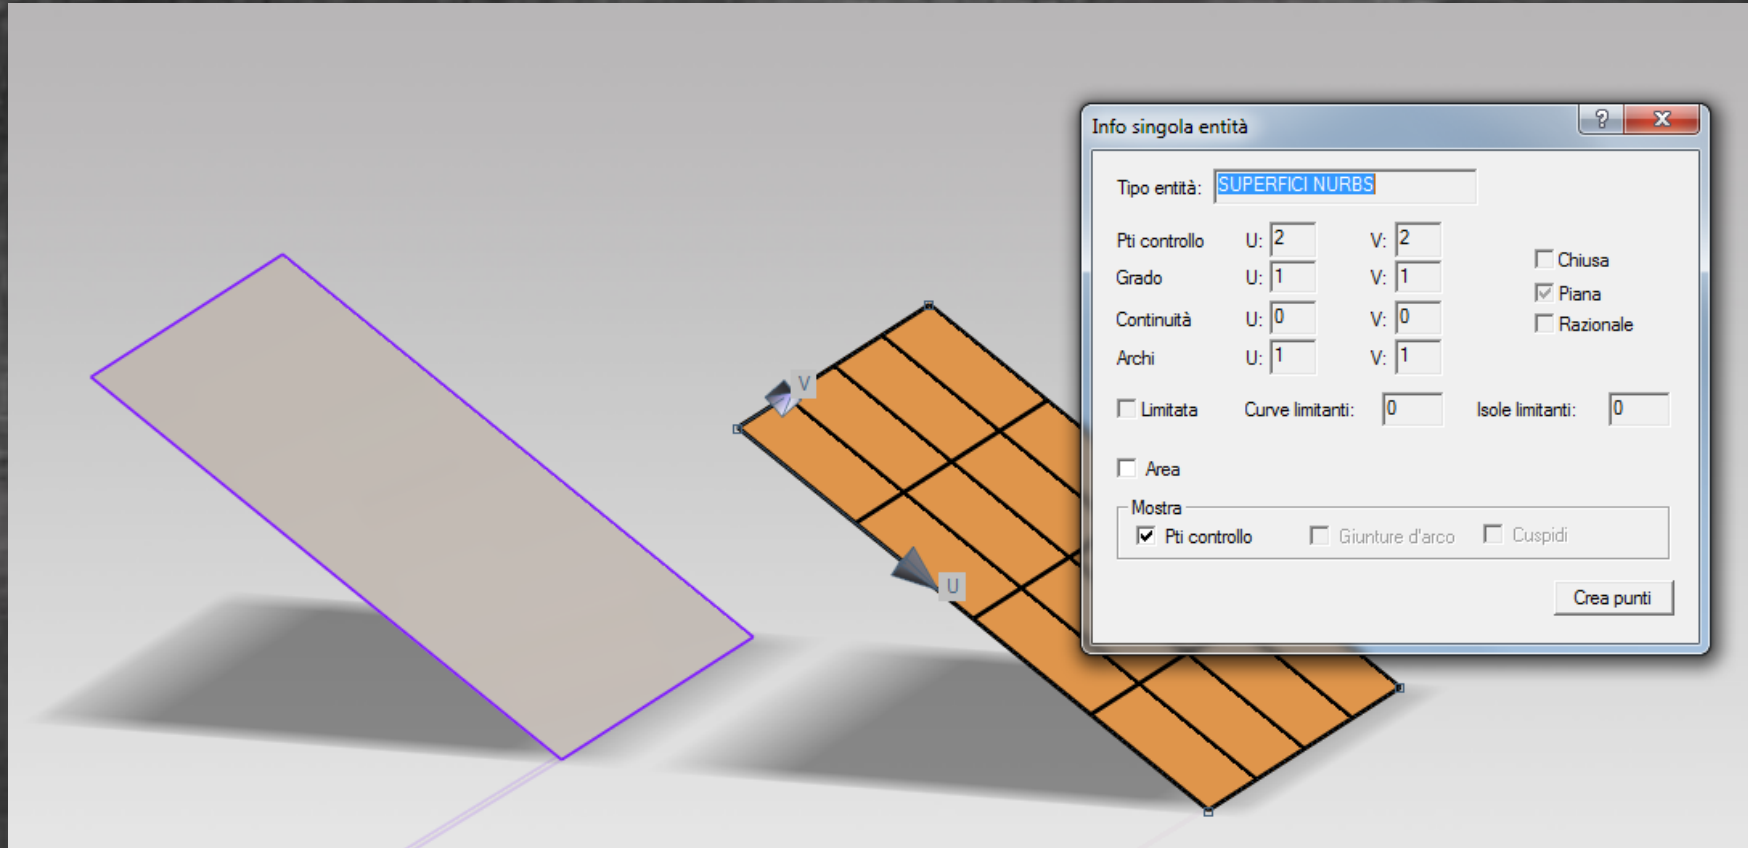 Info singola entità
?
Tipo entità: SUPERFICI NURBS
Pti controllo U: 2 V: 2
Grado U: 1 V: 1
Continuità U: 0 V: 0
Archi U: 1 V: 1
Chiusa
Piana
Razionale
Limitata Curve limitanti: 0 Isole limitanti: 0
Area
Mostra
Pti controllo Giunture d'arco Cuspidi
Crea punti
V
U